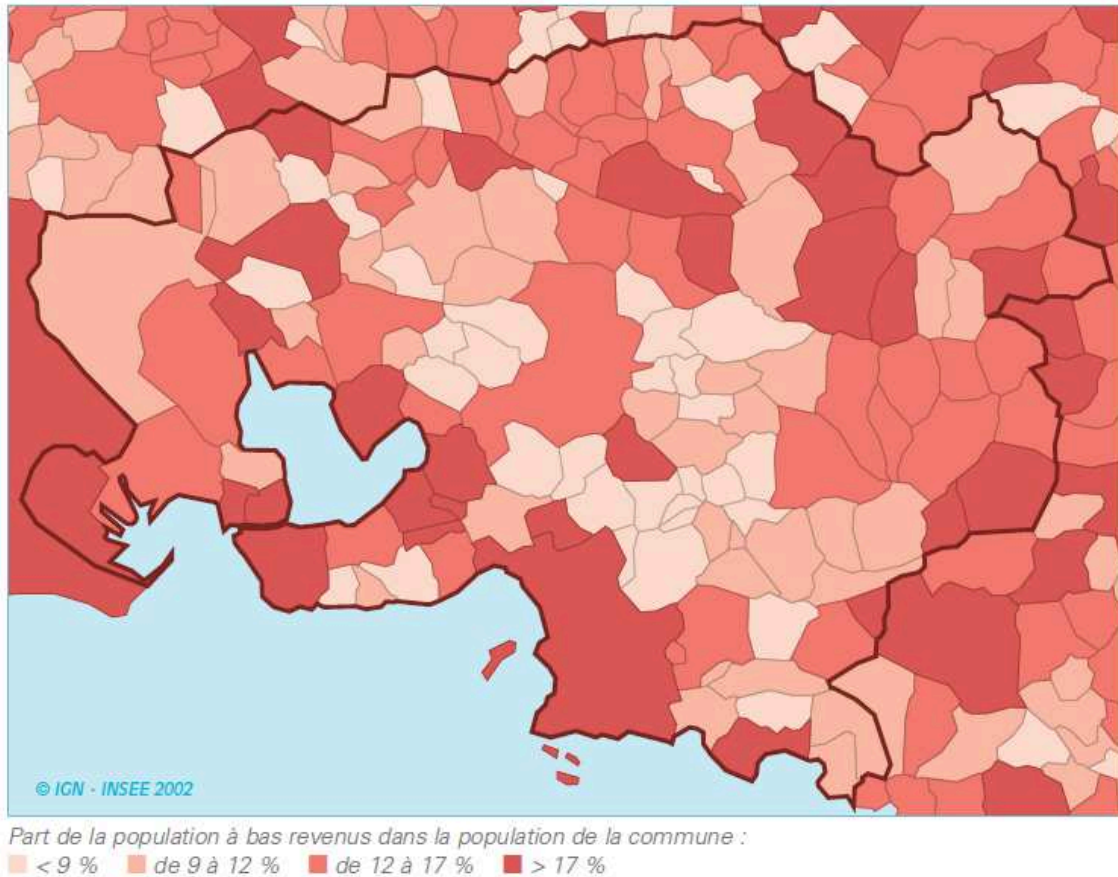 © IGN - INSEE 2002
Part de la population à bas revenus dans la population de la commune :
< 9 % de 9 à 12 % de 12 à 17 % > 17 %